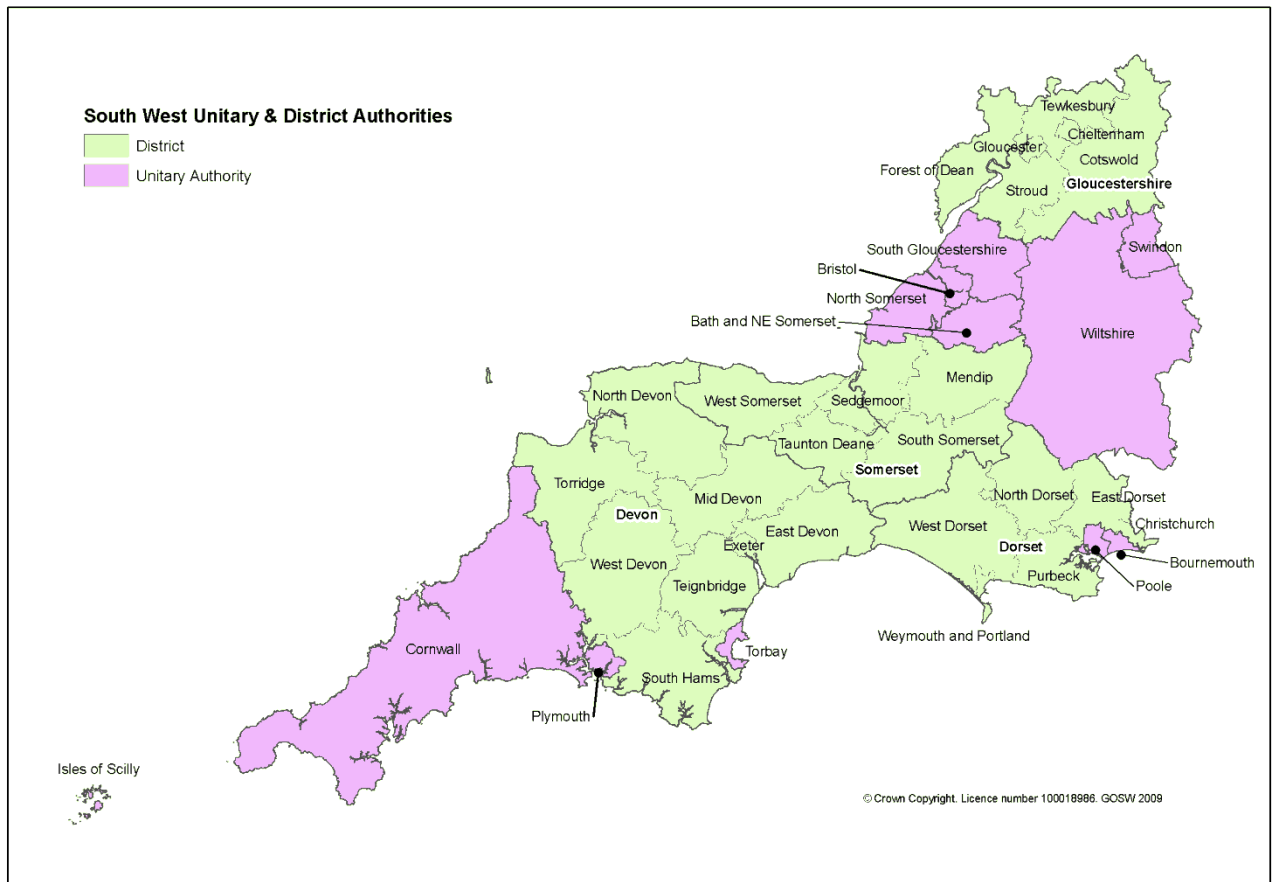 South West Unitary & District Authorities
District
Unitary Authority
Tewkesbury
Cheltenham
Gloucester
Cotswold
Forest of Dean
Stroud
Gloucestershire
South Gloucestershire
Swindon
Bristol
North Somerset
Bath and NE Somerset
Wiltshire
Mendip
North Devon
West Somerset
Sedgemoor
Taunton Deane
South Somerset
Somerset
Torridge
Mid Devon
North Dorset
East Dorset
Devon
West Dorset
Christchurch
East Devon
Exeter
Dorset
West Devon
Bournemouth
Teignbridge
Purbeck
Poole
Weymouth and Portland
Cornwall
Torbay
South Hams
Plymouth
Isles of Scilly
© Crown Copyright. Licence number 100018986. GOSW 2009